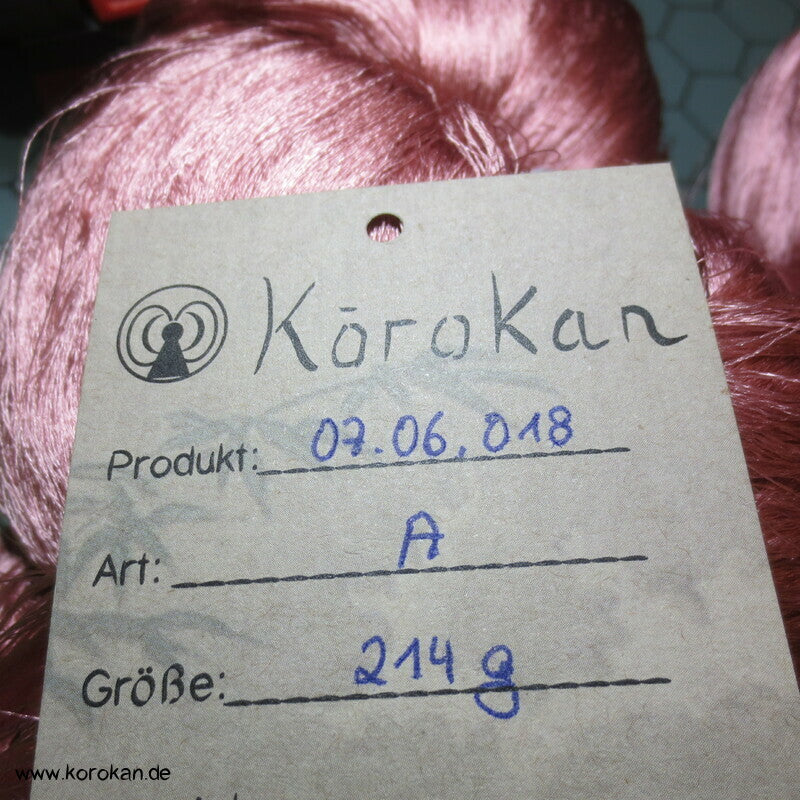 Kōrokan
Produkt: 07.06.018
Art: A
Größe: 214 g
www.korokan.de